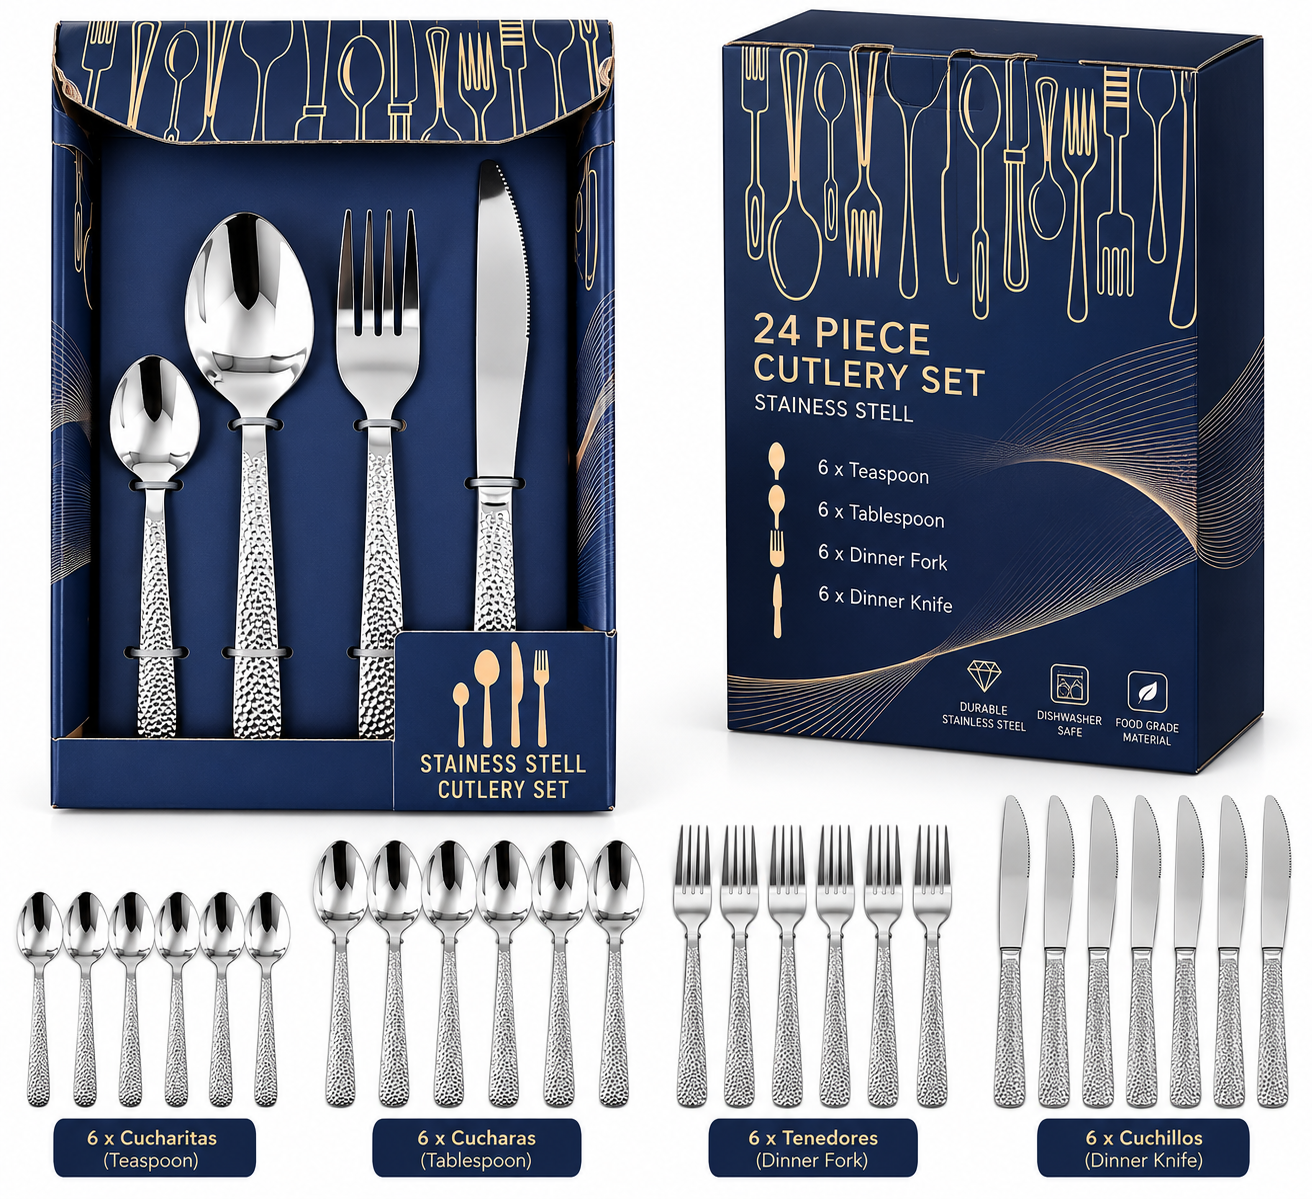 STAINESS STELL
CUTLERY SET
24 PIECE
CUTLERY SET
STAINESS STELL
6 x Teaspoon
6 x Tablespoon
6 x Dinner Fork
6 x Dinner Knife
DURABLE
STAINLESS STEEL
DISHWASHER
SAFE
FOOD GRADE
MATERIAL
6 x Cucharitas
(Teaspoon)
6 x Cucharas
(Tablespoon)
6 x Tenedores
(Dinner Fork)
6 x Cuchillos
(Dinner Knife)